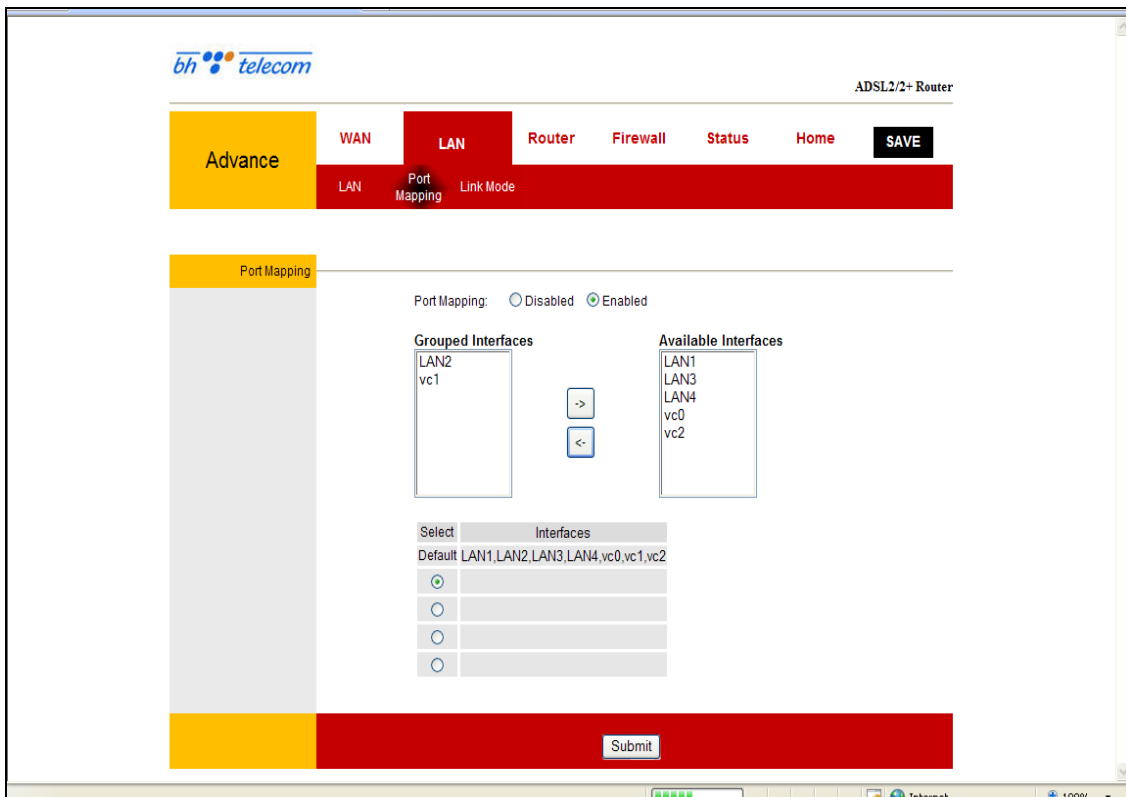 bh telecom
ADSL2/2+ Router
Advance
WAN LAN Router Firewall Status Home SAVE
LAN Port Mapping Link Mode
Port Mapping
Port Mapping: Disabled Enabled
Grouped Interfaces Available Interfaces
LAN2
vc1
LAN1
LAN3
LAN4
vc0
vc2
->
<-
Select Interfaces
Default LAN1,LAN2,LAN3,LAN4,vc0,vc1,vc2
Submit